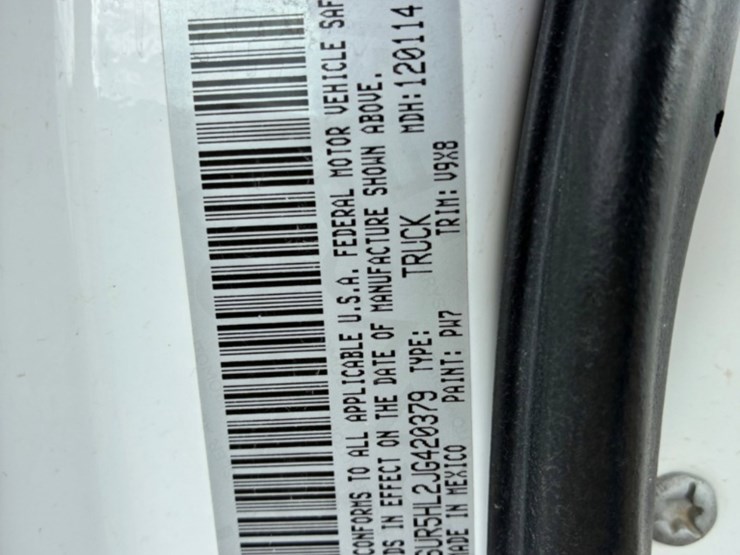 CONFORMS TO ALL APPLICABLE U.S.A. FEDERAL MOTOR VEHICLE SAF
DS IN EFFECT ON THE DATE OF MANUFACTURE SHOWN ABOVE.
UR5HL2JG420379 TYPE: TRUCK MDH:120114
ADE IN MEXICO PAINT: PW7 TRIM: V9X8